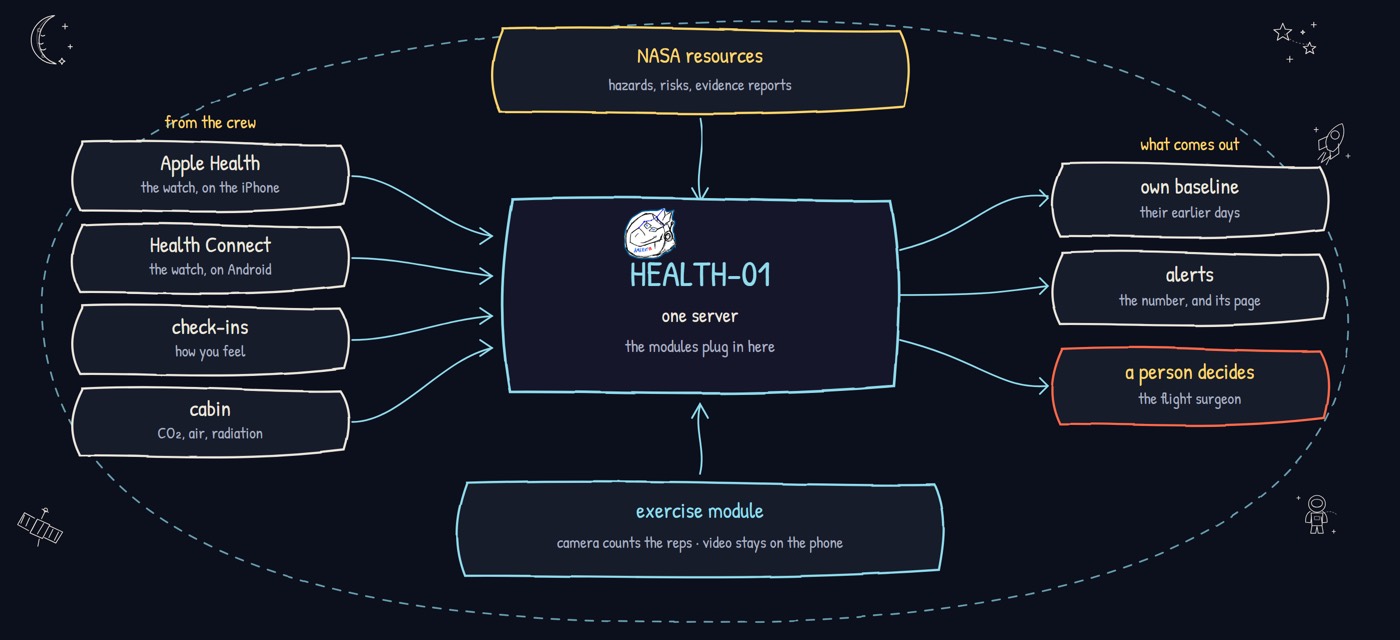 NASA resources
hazards, risks, evidence reports
from the crew
Apple Health
the watch, on the iPhone
Health Connect
the watch, on Android
check-ins
how you feel
cabin
CO₂, air, radiation
HEALTH-01
one server
the modules plug in here
what comes out
own baseline
their earlier days
alerts
the number, and its page
a person decides
the flight surgeon
exercise module
camera counts the reps · video stays on the phone